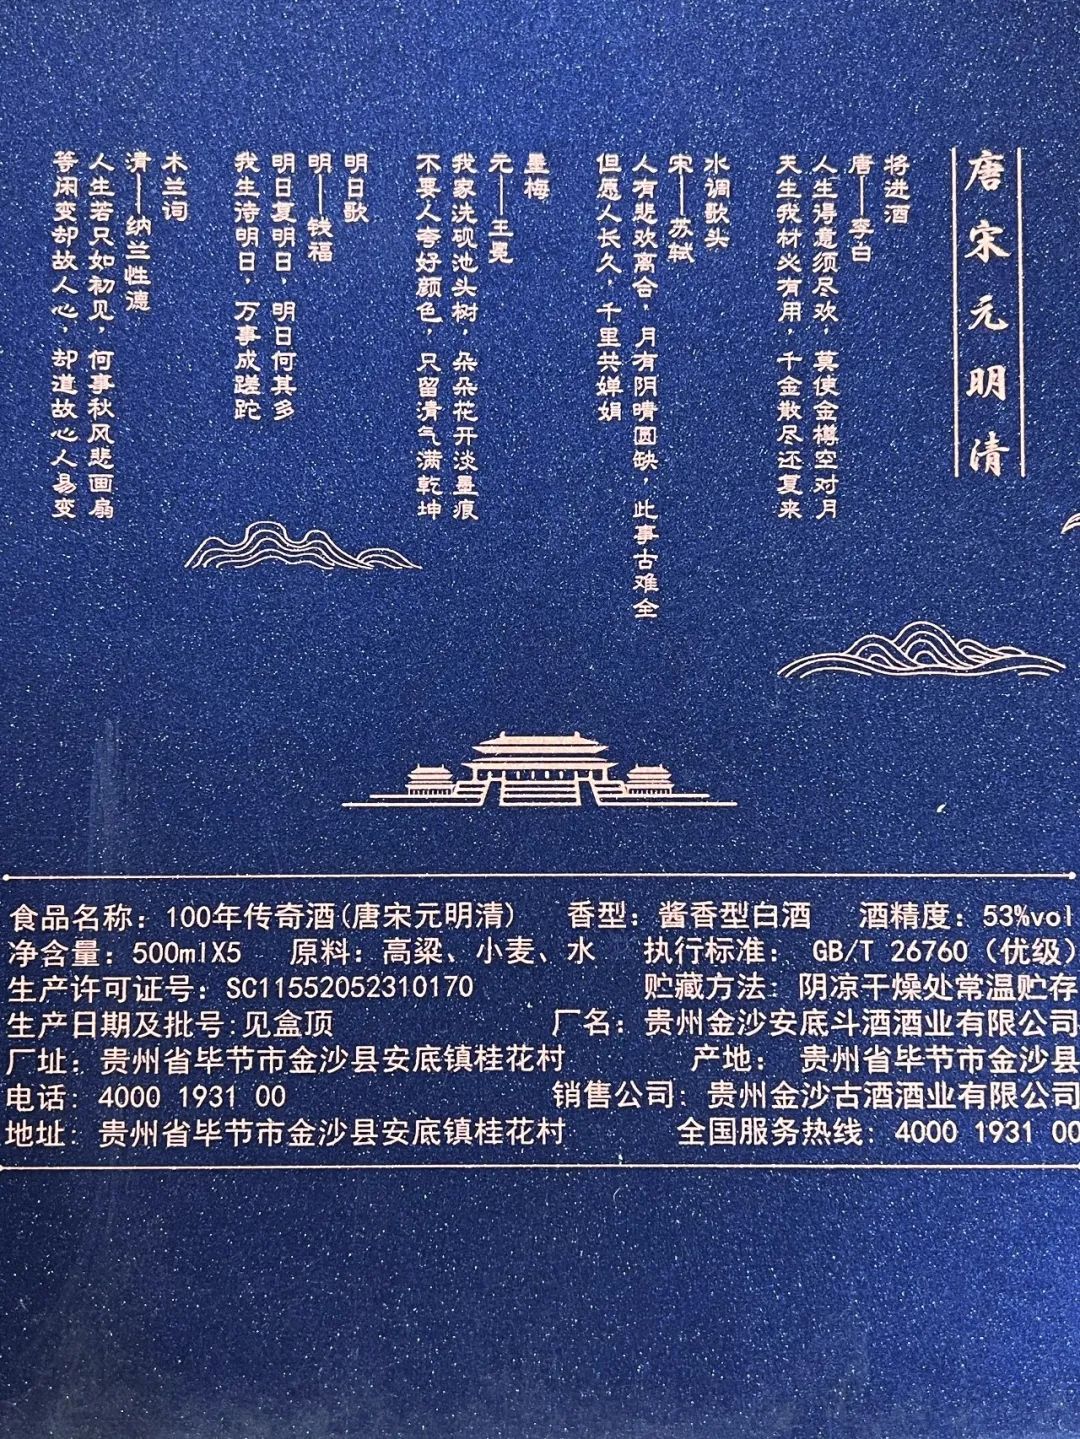 唐宋元明清
将进酒
唐——李白
人生得意须尽欢，莫使金樽空对月
天生我材必有用，千金散尽还复来
水调歌头
宋——苏轼
人有悲欢离合，月有阴晴圆缺，此事古难全
但愿人长久，千里共婵娟
墨梅
元——王冕
我家洗砚池头树，朵朵花开淡墨痕
不要人夸好颜色，只留清气满乾坤
明日歌
明——钱福
明日复明日，明日何其多
我生待明日，万事成蹉跎
木兰词
清——纳兰性德
人生若只如初见，何事秋风悲画扇
等闲变却故人心，却道故心人易变
食品名称：100年传奇酒(唐宋元明清) 香型：酱香型白酒 酒精度：53%vol
净含量：500mlX5 原料：高粱、小麦、水 执行标准：GB/T 26760（优级）
生产许可证号：SC11552052310170 贮藏方法：阴凉干燥处常温贮存
生产日期及批号:见盒顶 厂名：贵州金沙安底斗酒酒业有限公司
厂址：贵州省毕节市金沙县安底镇桂花村 产地：贵州省毕节市金沙县
电话：4000 1931 00 销售公司：贵州金沙古酒酒业有限公司
地址：贵州省毕节市金沙县安底镇桂花村 全国服务热线：4000 1931 00